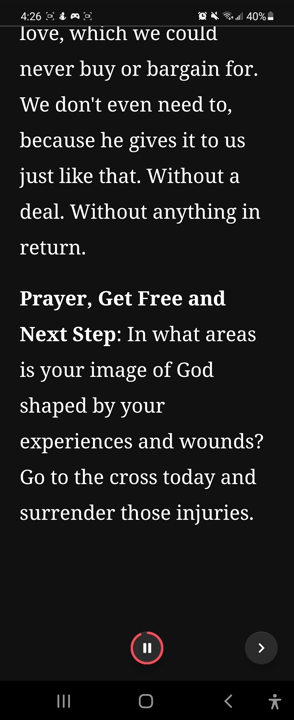 4:26 40%
love, which we could
never buy or bargain for.
We don't even need to,
because he gives it to us
just like that. Without a
deal. Without anything in
return.
Prayer, Get Free and
Next Step: In what areas
is your image of God
shaped by your
experiences and wounds?
Go to the cross today and
surrender those injuries.